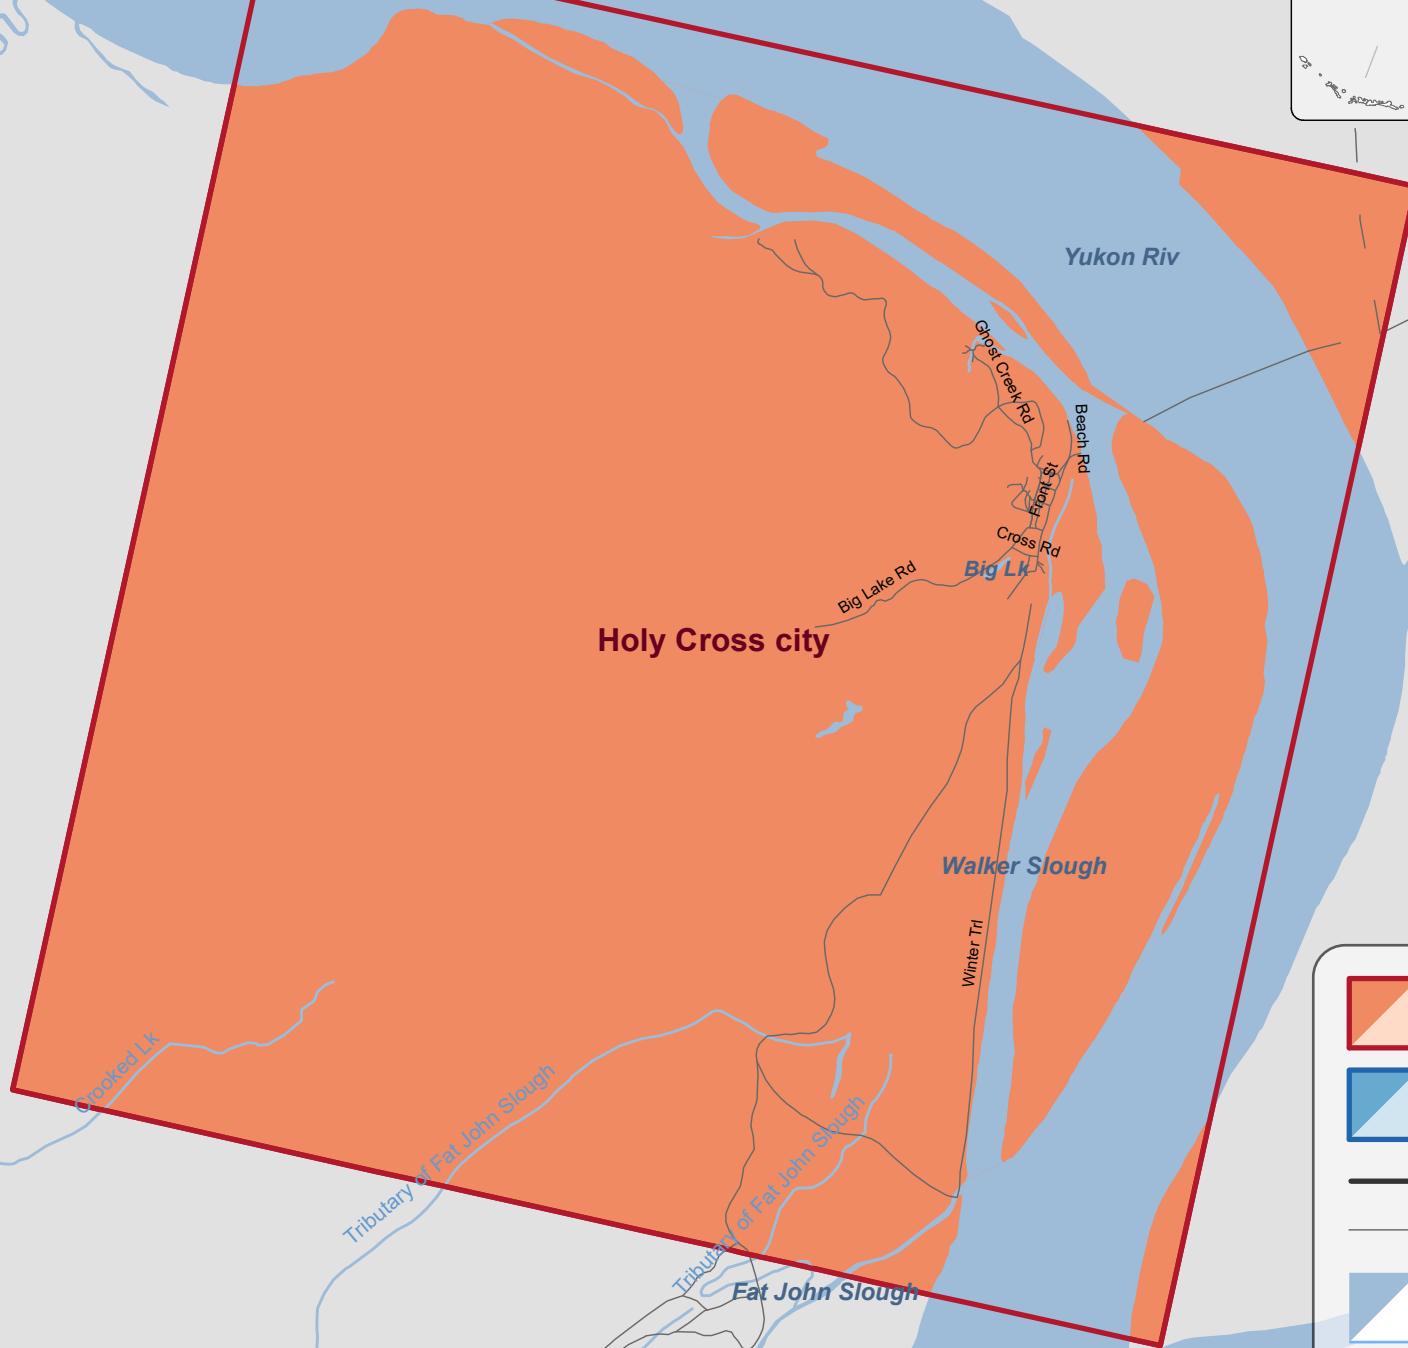 Yukon Riv
Ghost Creek Rd
Beach Rd
Front St
Cross Rd
Big Lk
Big Lake Rd
Holy Cross city
Walker Slough
Winter Trl
Crooked Lk
Tributary of Fat John Slough
Tributary of Fat John Slough
Fat John Slough